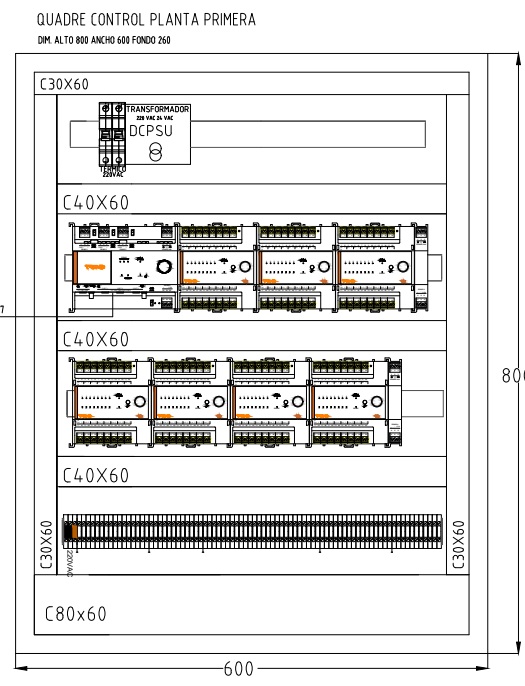 QUADRE CONTROL PLANTA PRIMERA
DIM. ALTO 800 ANCHO 600 FONDO 260
C30X60
TRANSFORMADOR
220 VAC 24 VAC
DCPSU
TERMICO
220VAC
C40X60
C40X60
800
C40X60
C30X60
220VAC
C30X60
C80x60
600